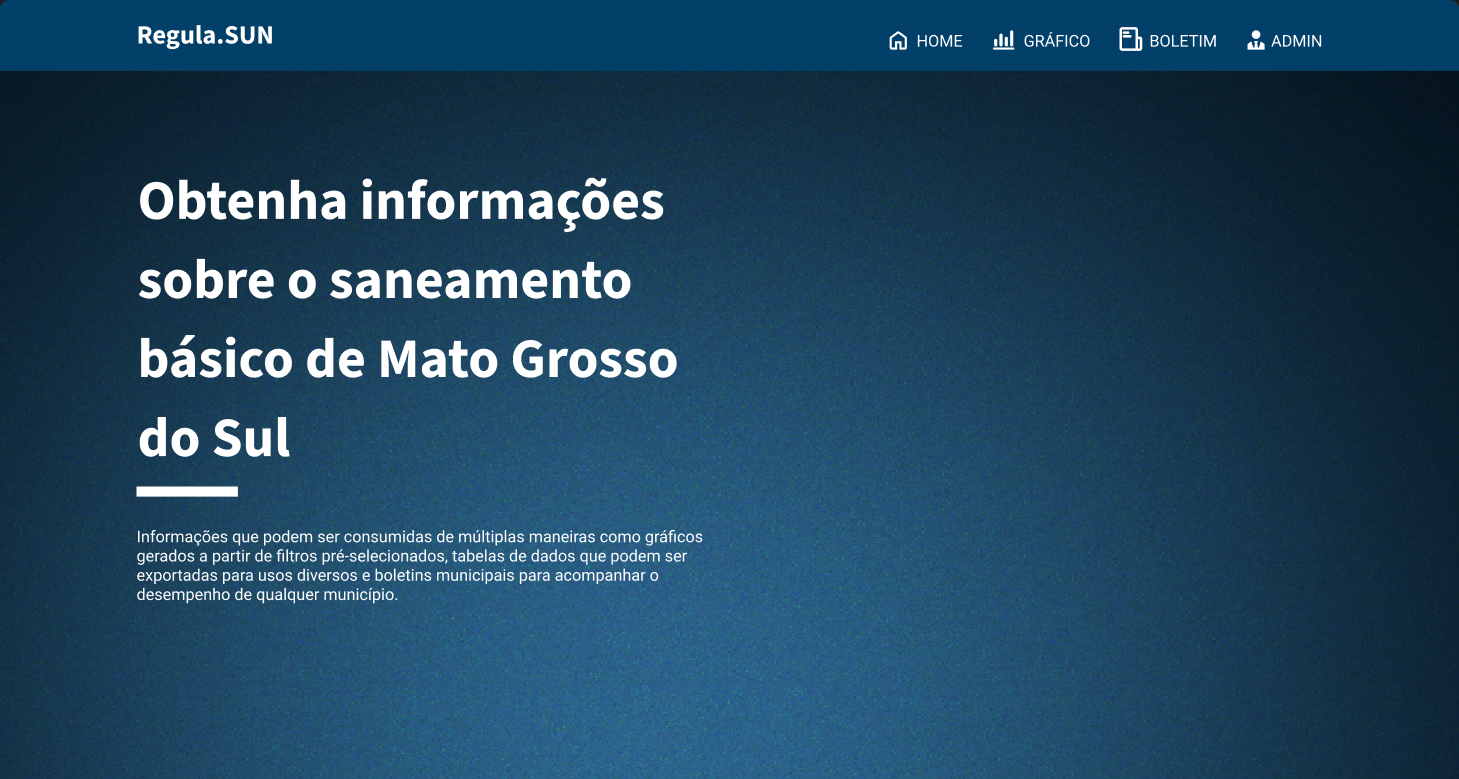 Regula.SUN
HOME
GRÁFICO
BOLETIM
ADMIN
Obtenha informações
sobre o saneamento
básico de Mato Grosso
do Sul
Informações que podem ser consumidas de múltiplas maneiras como gráficos
gerados a partir de filtros pré-selecionados, tabelas de dados que podem ser
exportadas para usos diversos e boletins municipais para acompanhar o
desempenho de qualquer município.